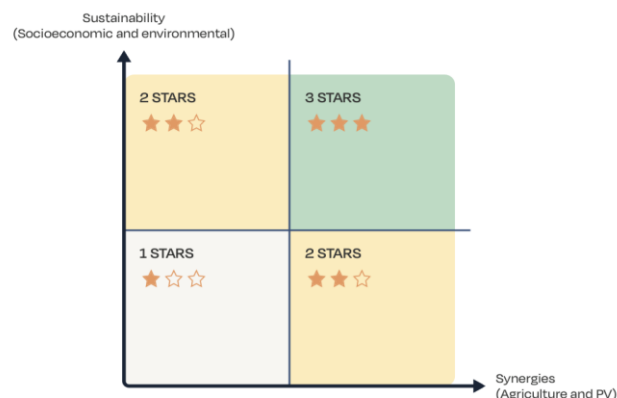 Sustainability
(Socioeconomic and environmental)
2 STARS
3 STARS
1 STARS
2 STARS
Synergies
(Agriculture and PV)